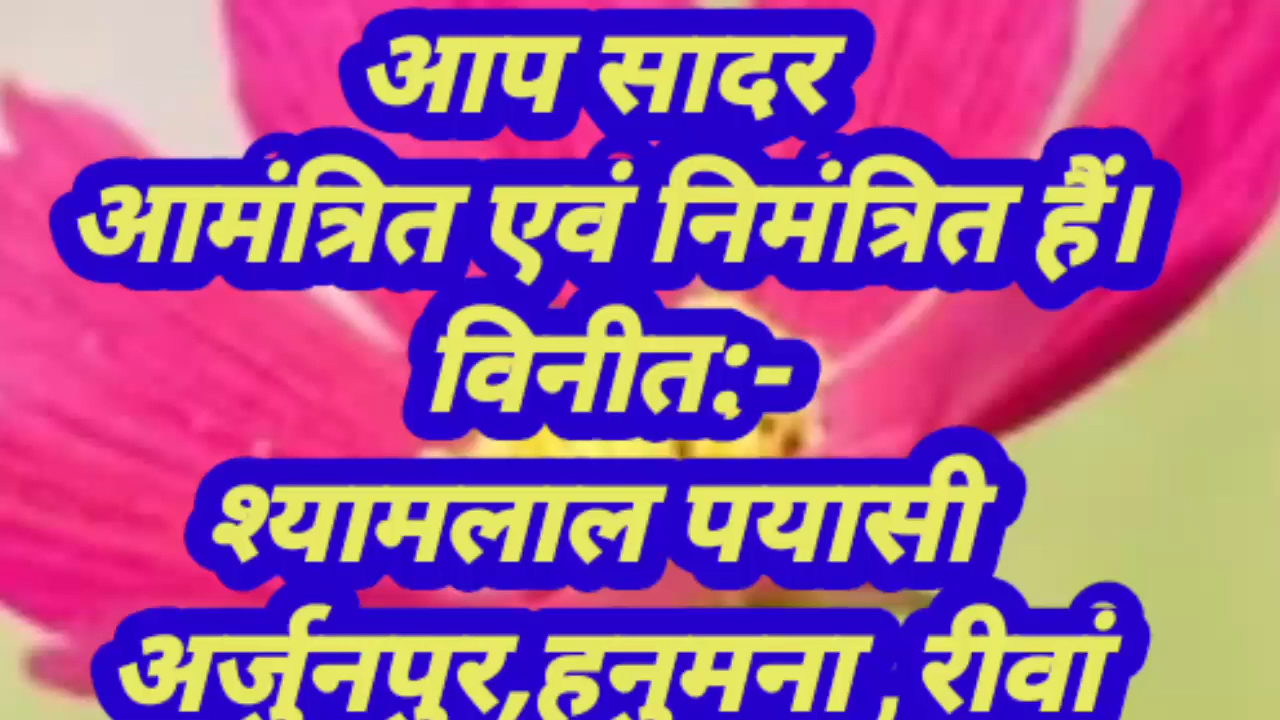 आप सादर
आमंत्रित एवं निमंत्रित हैं।
विनीत:-
श्यामलाल पयासी
अर्जुनपुर,हनुमना , रीवां